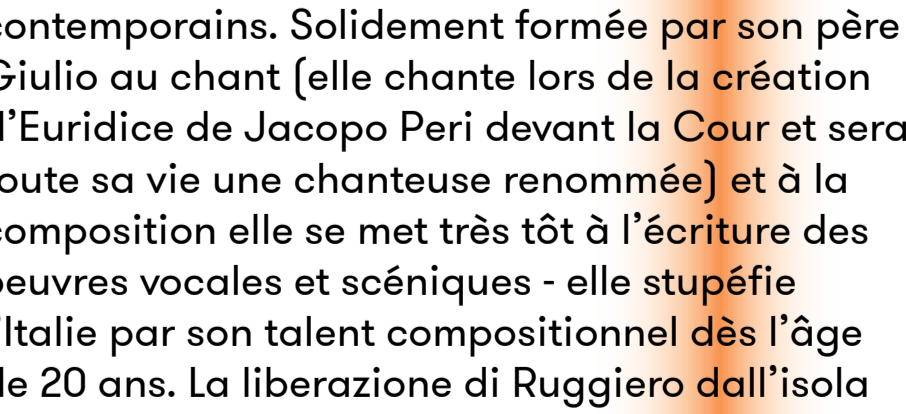 contemporains. Solidement formée par son père
Giulio au chant (elle chante lors de la création
d’Euridice de Jacopo Peri devant la Cour et sera
toute sa vie une chanteuse renommée) et à la
composition elle se met très tôt à l’écriture des
oeuvres vocales et scéniques - elle stupéfie
l’Italie par son talent compositionnel dès l’âge
de 20 ans. La liberazione di Ruggiero dall’isola